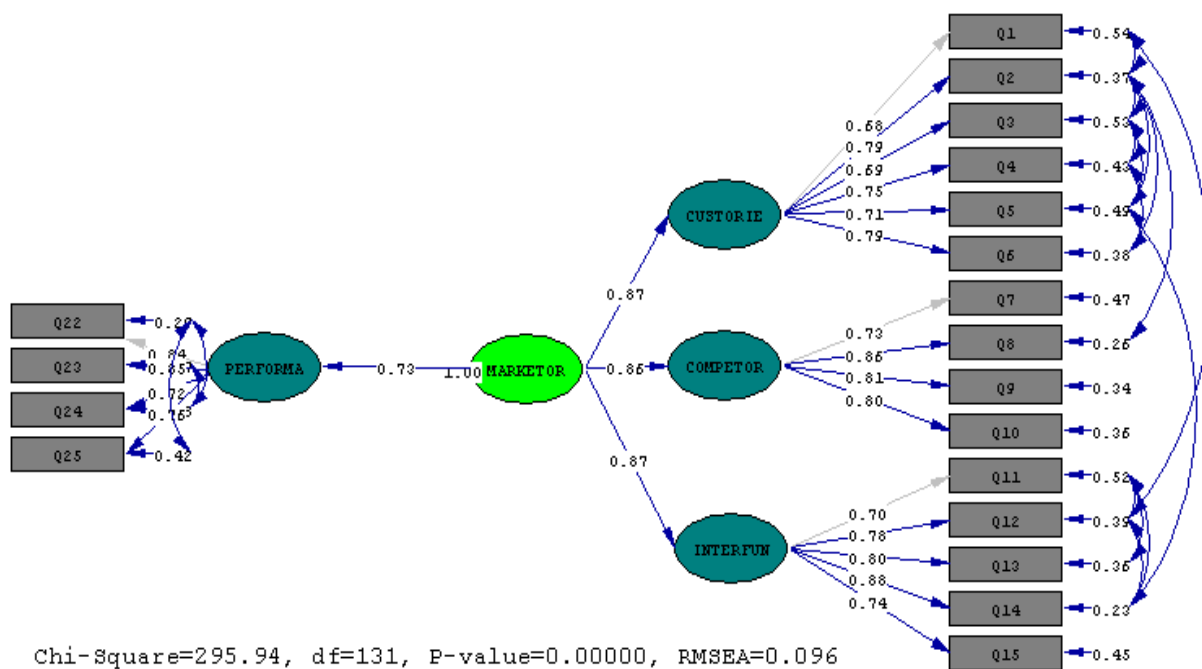 Q1 0.54
Q2 0.37
Q3 0.53
0.68
0.79
0.69
Q4 0.43
0.75
CUSTORIE
0.71
Q5 0.49
0.79
Q6 0.38
0.87
Q7 0.47
Q22
0.84
0.73
Q8 0.26
Q23 0.85
PERFORMA
0.73
1.00
MARKETOR
0.86
COMPETOR
0.86
0.81
Q9 0.34
0.72
Q24
0.80
Q10 0.36
Q25 0.42
0.87
Q11 0.52
0.70
Q12 0.39
0.78
INTERFUN
0.80
Q13 0.36
0.88
0.74
Q14 0.23
Q15 0.45
Chi-Square=295.94, df=131, P-value=0.00000, RMSEA=0.096